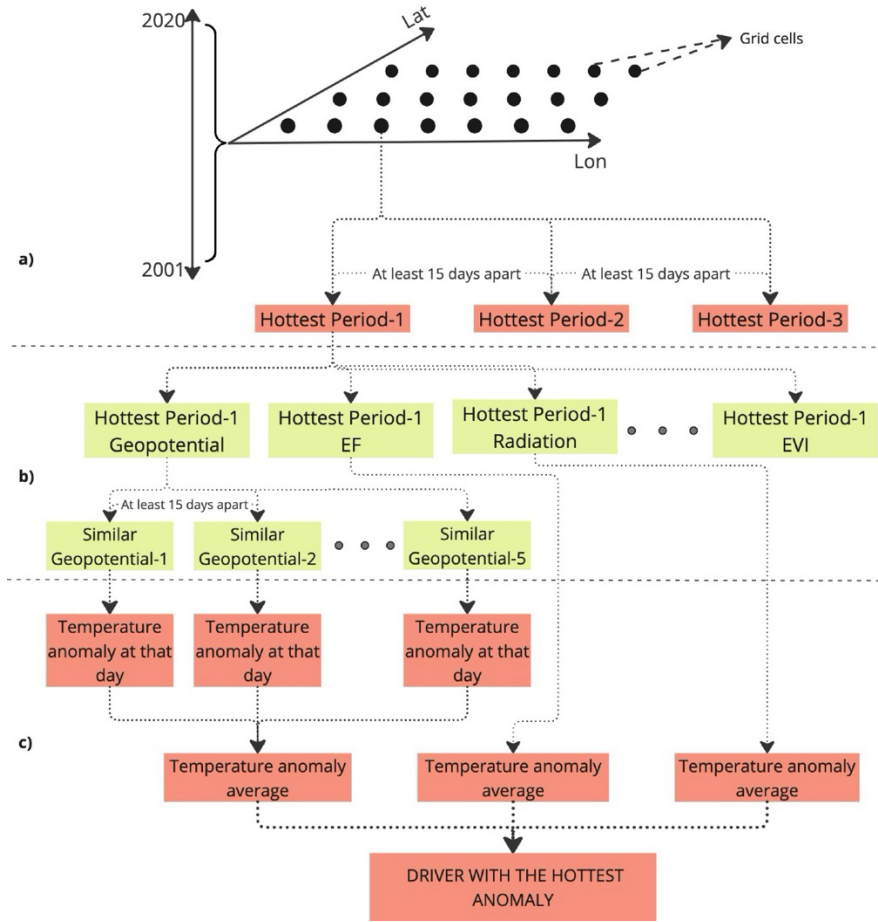 2020
Lat
Grid cells
Lon
a)
2001
At least 15 days apart
At least 15 days apart
Hottest Period-1
Hottest Period-2
Hottest Period-3
Hottest Period-1
Geopotential
Hottest Period-1
EF
Hottest Period-1
Radiation
Hottest Period-1
EVI
b)
At least 15 days apart
Similar
Geopotential-1
Similar
Geopotential-2
Similar
Geopotential-5
Temperature
anomaly at that
day
Temperature
anomaly at that
day
Temperature
anomaly at that
day
c)
Temperature anomaly
average
Temperature anomaly
average
Temperature anomaly
average
DRIVER WITH THE HOTTEST
ANOMALY